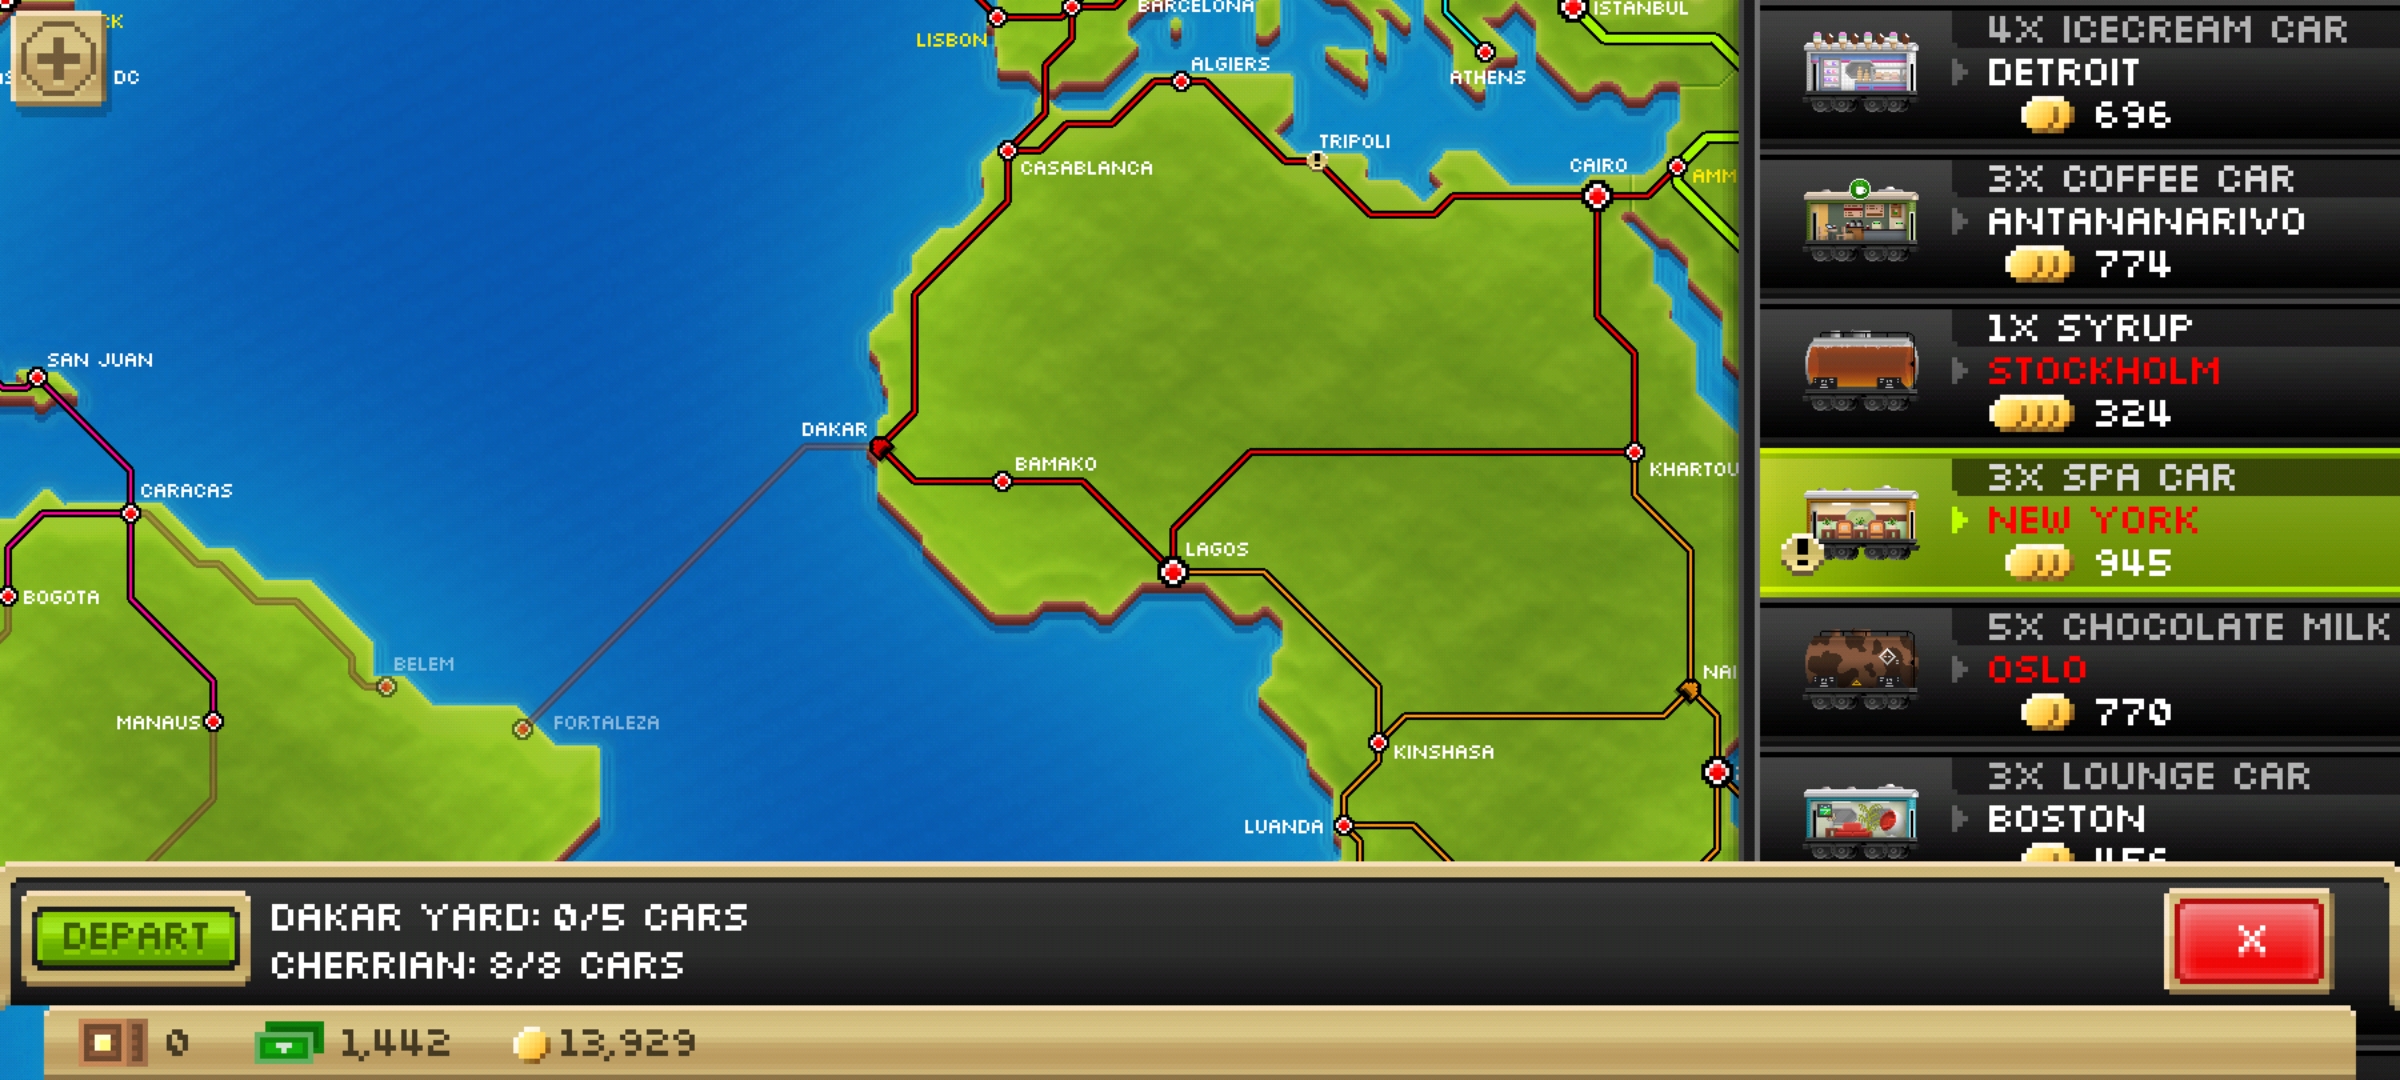 CK
DC
LISBON
BARCELONA
ISTANBUL
ALGIERS
ATHENS
TRIPOLI
CASABLANCA
CAIRO
AMM
SAN JUAN
DAKAR
BAMAKO
KHARTOU
CARACAS
LAGOS
BOGOTA
BELEM
NAI
MANAUS
FORTALEZA
KINSHASA
LUANDA
4X ICECREAM CAR
DETROIT
696
3X COFFEE CAR
ANTANANARIVO
774
1X SYRUP
STOCKHOLM
324
3X SPA CAR
NEW YORK
945
5X CHOCOLATE MILK
OSLO
770
3X LOUNGE CAR
BOSTON
456
DEPART
DAKAR YARD: 0/5 CARS
CHERRIAN: 8/8 CARS
X
0
1,442
13,929